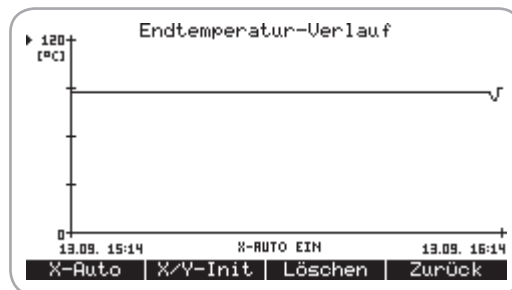 Endtemperatur-Verlauf
120
[°C]
0
13.09. 15:14 X-AUTO EIN 13.09. 16:14
X-Auto X/Y-Init Löschen Zurück